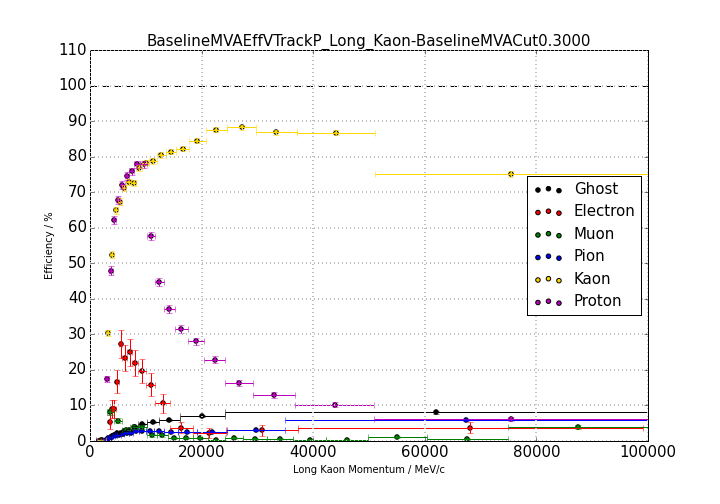 BaselineMVAEffVTrackP_Long_Kaon-BaselineMVACut0.3000
110
100
90
80
70
60
50
40
30
20
10
0
Efficiency / %
Ghost
Electron
Muon
Pion
Kaon
Proton
0 20000 40000 60000 80000 100000
Long Kaon Momentum / MeV/c